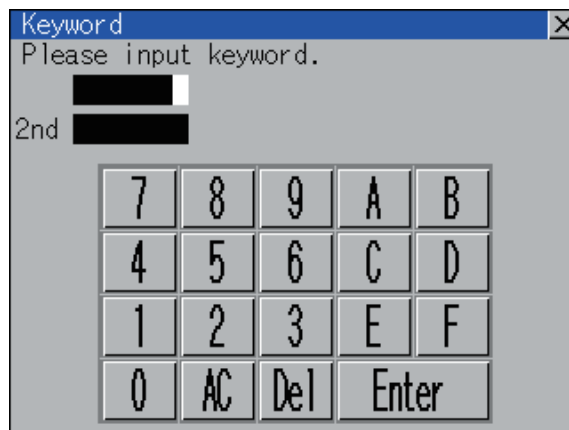 Keyword
Please input keyword.
2nd
7 8 9 A B
4 5 6 C D
1 2 3 E F
0 AC Del Enter